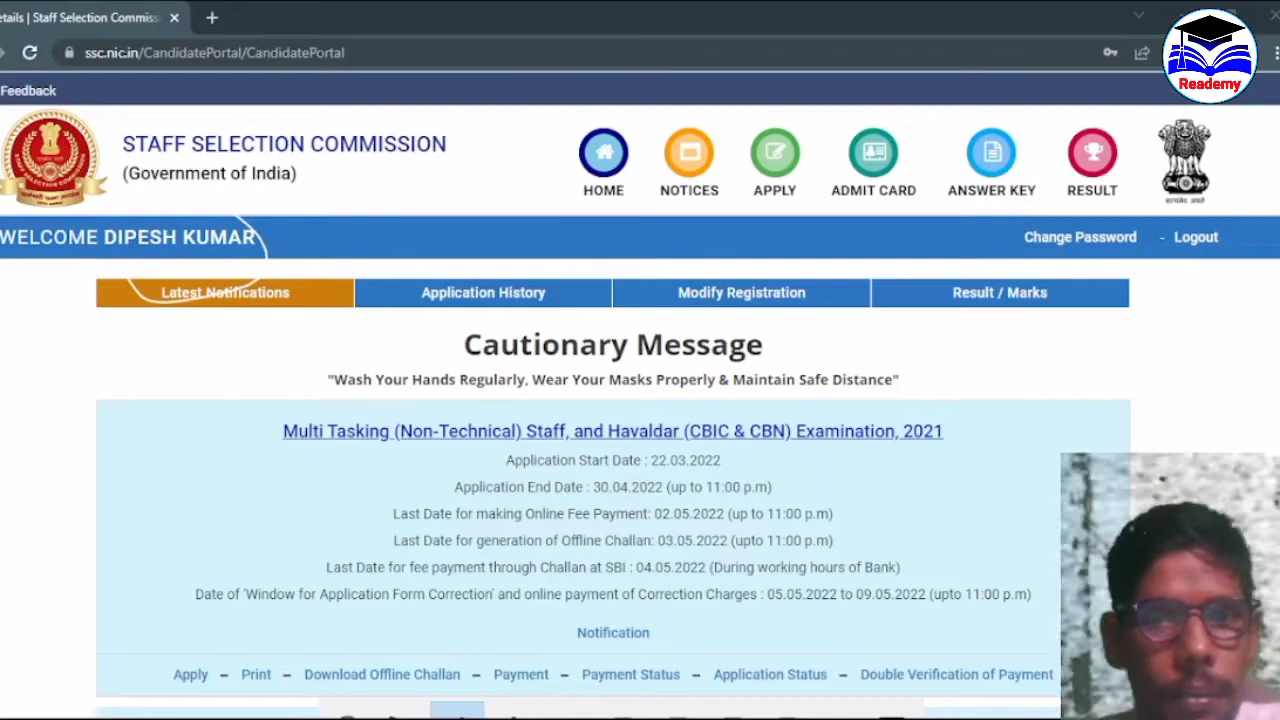 etails | Staff Selection Commiss
ssc.nic.in/CandidatePortal/CandidatePortal
Readymy
Feedback
STAFF SELECTION COMMISSION
(Government of India)
HOME NOTICES APPLY ADMIT CARD ANSWER KEY RESULT
WELCOME DIPESH KUMAR
Change Password - Logout
Latest Notifications Application History Modify Registration Result / Marks
Cautionary Message
"Wash Your Hands Regularly, Wear Your Masks Properly & Maintain Safe Distance"
Multi Tasking (Non-Technical) Staff, and Havaldar (CBIC & CBN) Examination, 2021
Application Start Date : 22.03.2022
Application End Date : 30.04.2022 (up to 11:00 p.m)
Last Date for making Online Fee Payment: 02.05.2022 (up to 11:00 p.m)
Last Date for generation of Offline Challan: 03.05.2022 (upto 11:00 p.m)
Last Date for fee payment through Challan at SBI : 04.05.2022 (During working hours of Bank)
Date of 'Window for Application Form Correction' and online payment of Correction Charges : 05.05.2022 to 09.05.2022 (upto 11:00 p.m)
Notification
Apply – Print – Download Offline Challan – Payment – Payment Status – Application Status – Double Verification of Payment